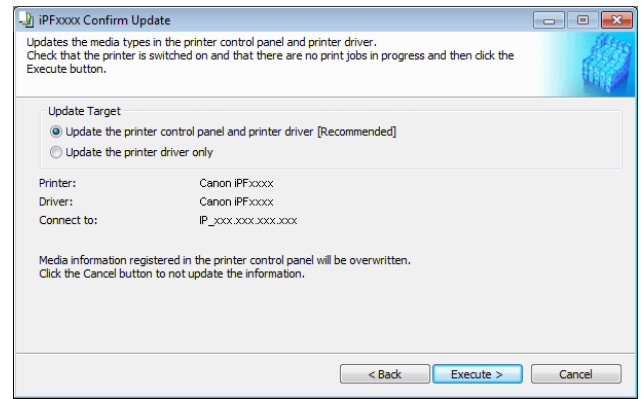 iPFxxxx Confirm Update
Updates the media types in the printer control panel and printer driver.
Check that the printer is switched on and that there are no print jobs in progress and then click the
Execute button.
Update Target
Update the printer control panel and printer driver [Recommended]
Update the printer driver only
Printer: Canon iPFxxxx
Driver: Canon iPFxxxx
Connect to: IP_xxx.xxx.xxx.xxx
Media information registered in the printer control panel will be overwritten.
Click the Cancel button to not update the information.
< Back Execute > Cancel